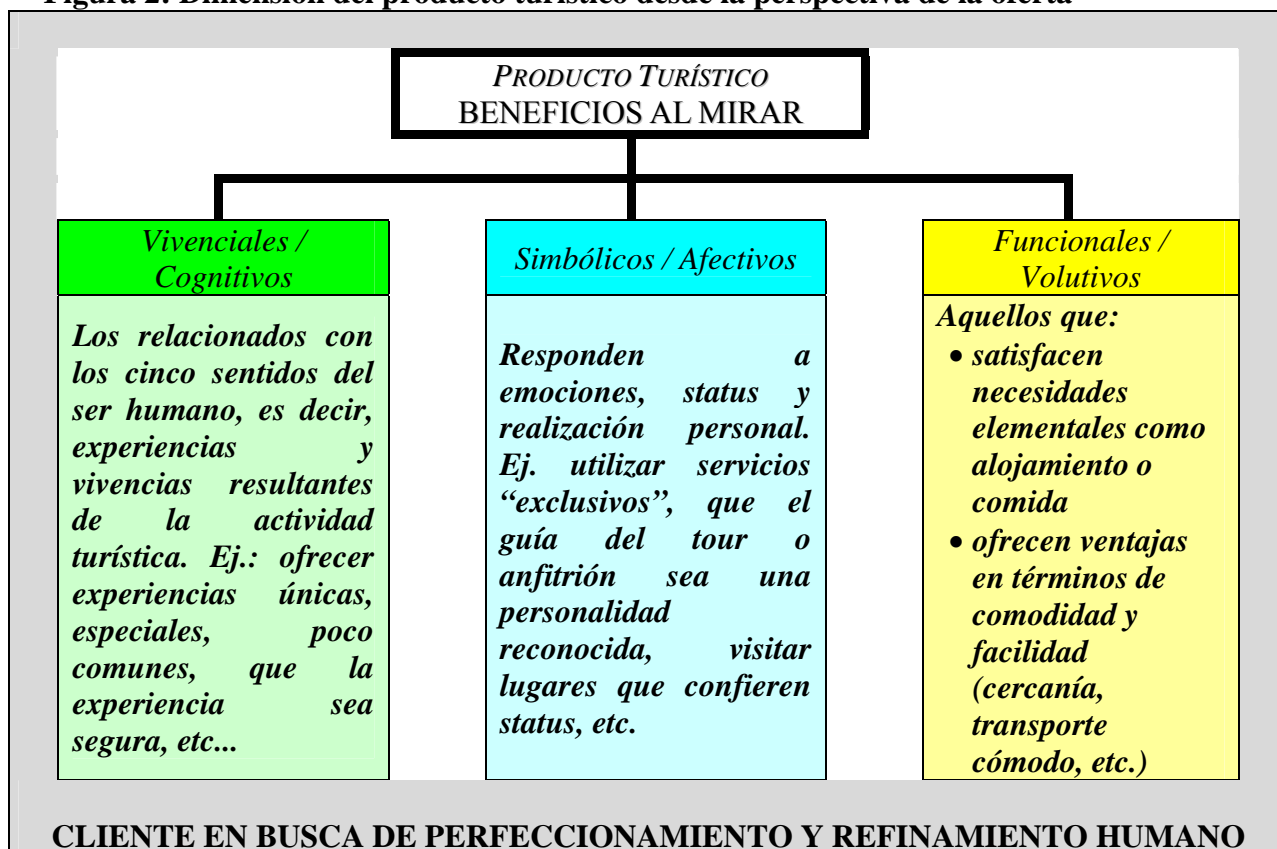 Figura 2: Dimensión del producto turístico desde la perspectiva de la oferta
PRODUCTO TURÍSTICO
BENEFICIOS AL MIRAR
Vivenciales /
Cognitivos
Los relacionados con
los cinco sentidos del
ser humano, es decir,
experiencias y
vivencias resultantes
de la actividad
turística. Ej.: ofrecer
experiencias únicas,
especiales, poco
comunes, que la
experiencia sea
segura, etc...
Simbólicos / Afectivos
Responden a
emociones, status y
realización personal.
Ej. utilizar servicios
“exclusivos”, que el
guía del tour o
anfitrión sea una
personalidad
reconocida, visitar
lugares que confieren
status, etc.
Funcionales /
Volutivos
Aquellos que:
• satisfacen
necesidades
elementales como
alojamiento o
comida
• ofrecen ventajas
en términos de
comodidad y
facilidad
(cercanía,
transporte
cómodo, etc.)
CLIENTE EN BUSCA DE PERFECCIONAMIENTO Y REFINAMIENTO HUMANO